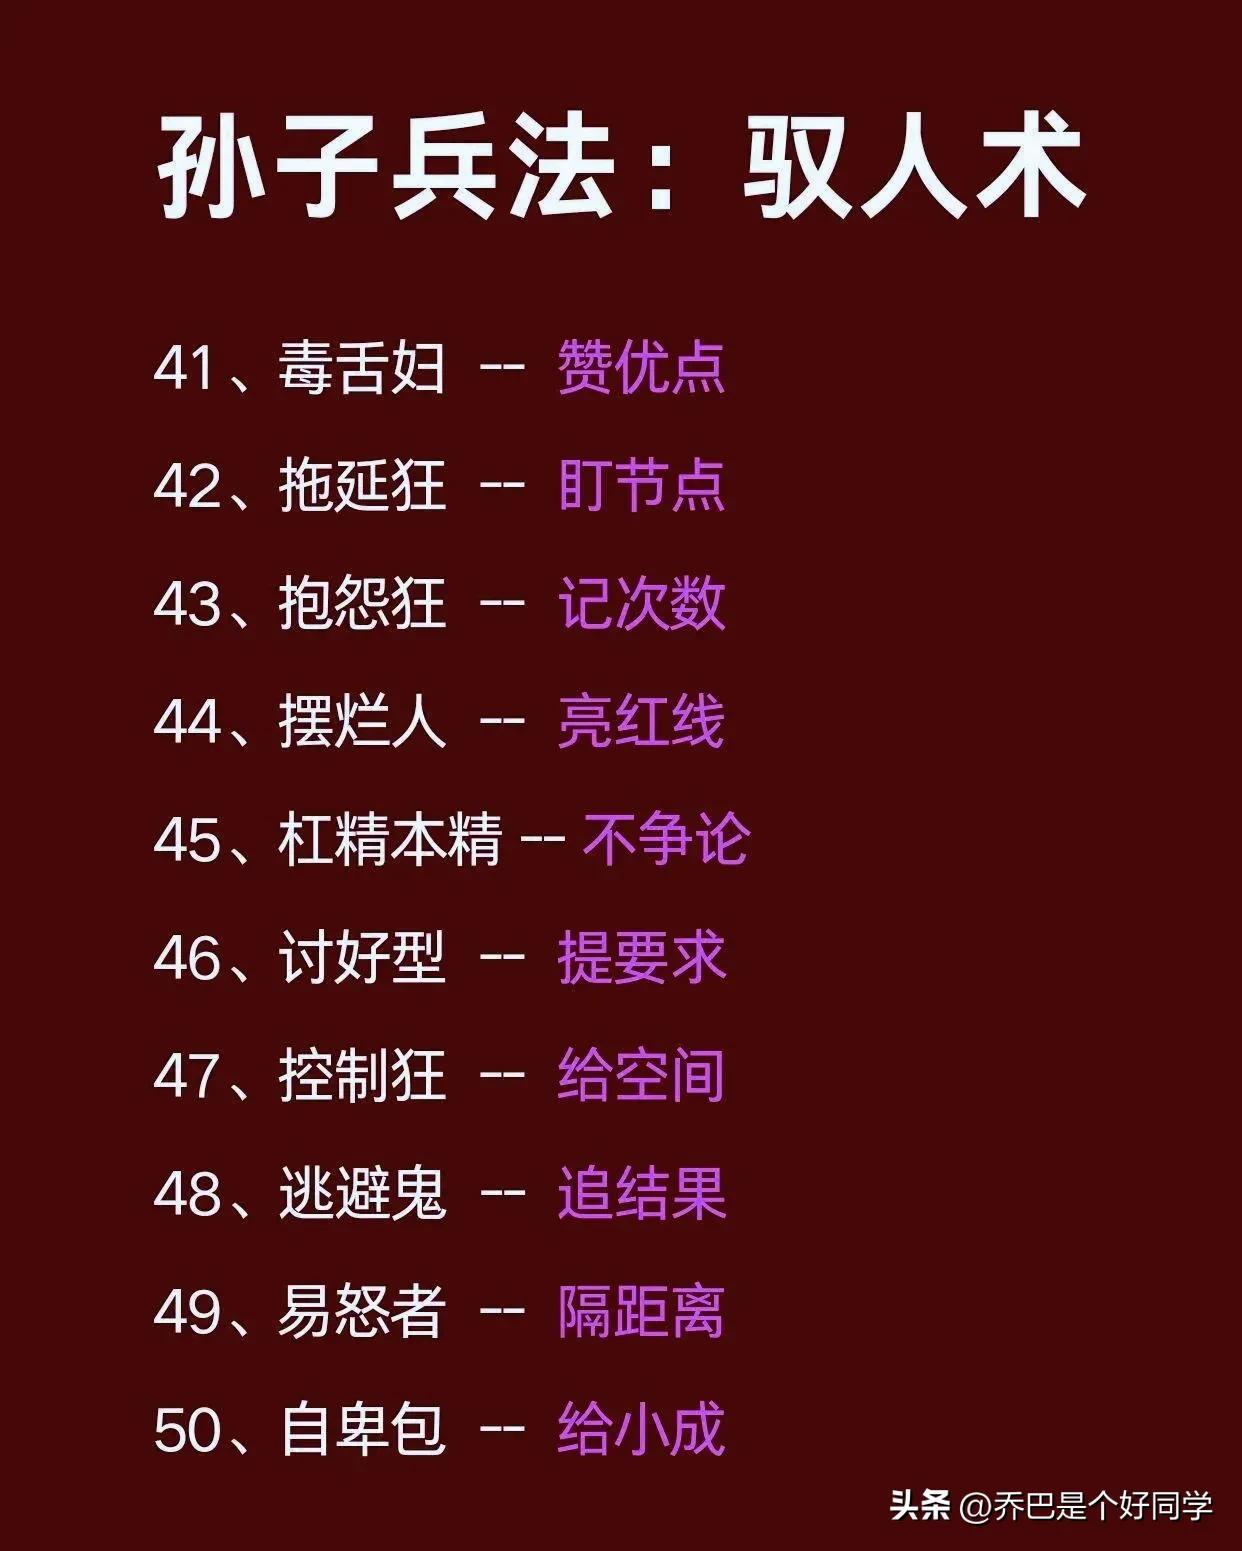 孙子兵法：驭人术
41、毒舌妇 -- 赞优点
42、拖延狂 -- 盯节点
43、抱怨狂 -- 记次数
44、摆烂人 -- 亮红线
45、杠精本精 -- 不争论
46、讨好型 -- 提要求
47、控制狂 -- 给空间
48、逃避鬼 -- 追结果
49、易怒者 -- 隔距离
50、自卑包 -- 给小成
头条 @乔巴是个好同学